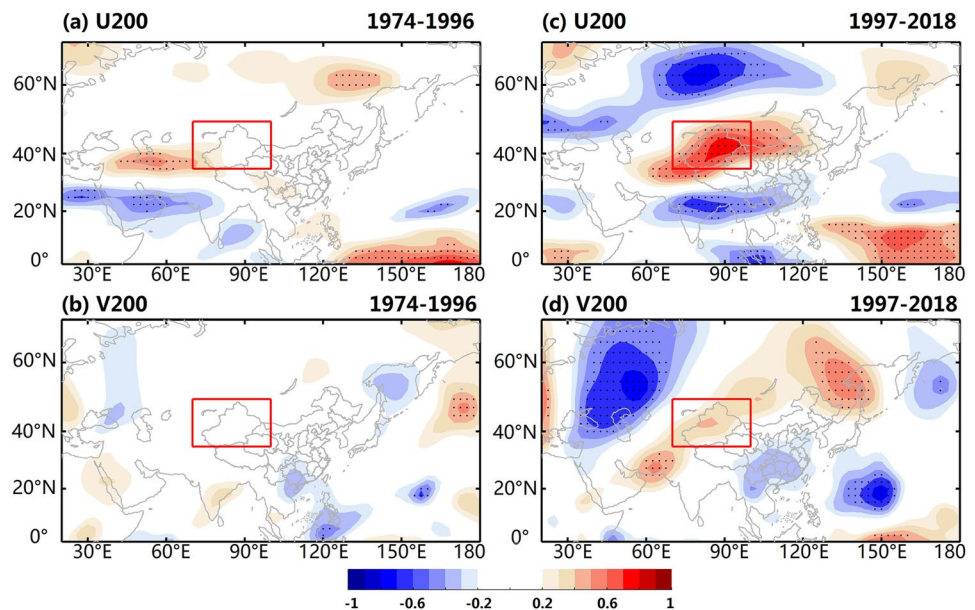 (a) U200 1974-1996
60°N
40°N
20°N
0°
30°E 60°E 90°E 120°E 150°E 180
(c) U200 1997-2018
60°N
40°N
20°N
0°
30°E 60°E 90°E 120°E 150°E 180
(b) V200 1974-1996
60°N
40°N
20°N
0°
30°E 60°E 90°E 120°E 150°E 180
(d) V200 1997-2018
60°N
40°N
20°N
0°
30°E 60°E 90°E 120°E 150°E 180
-1 -0.6 -0.2 0.2 0.6 1